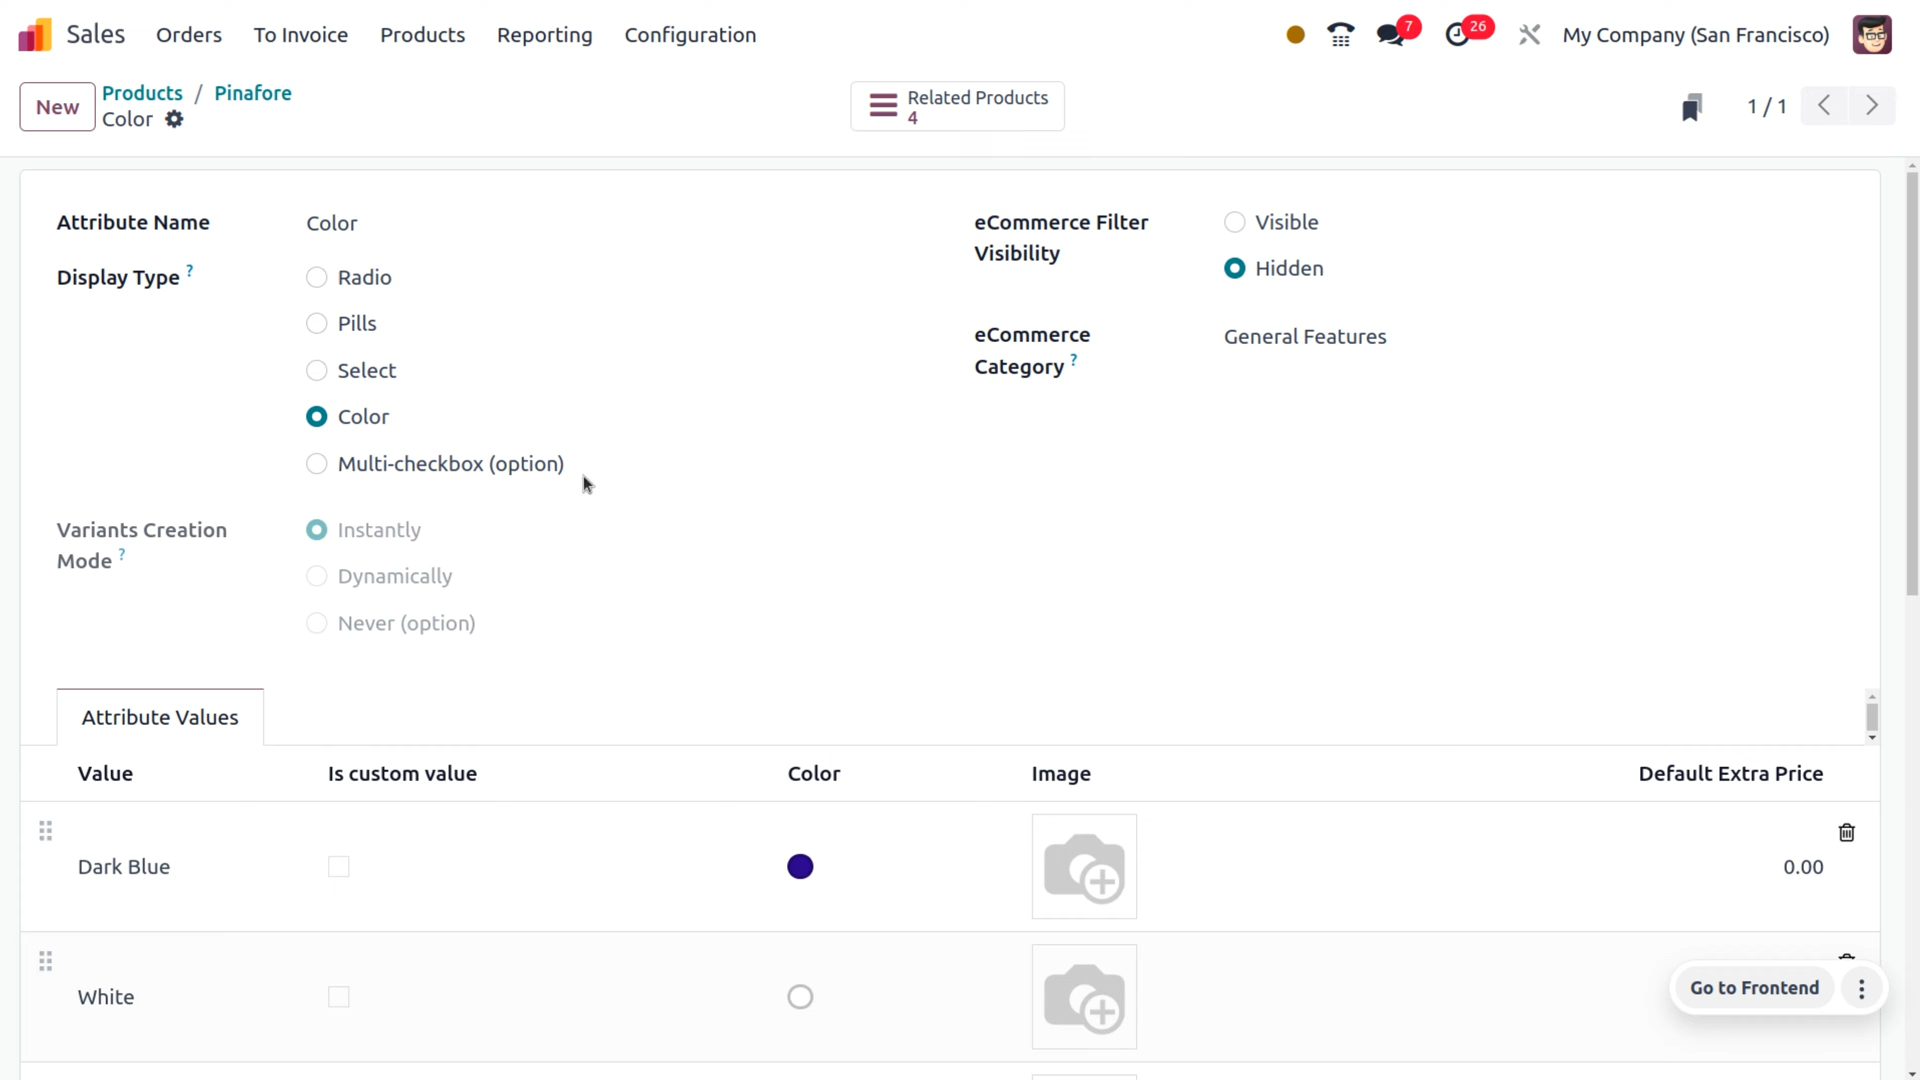 Sales Orders To Invoice Products Reporting Configuration 7 26 My Company (San Francisco)
New Products / Pinafore
Color
Related Products
4
1 / 1
Attribute Name Color
Display Type ?
Radio
Pills
Select
Color
Multi-checkbox (option)
Variants Creation
Mode ?
Instantly
Dynamically
Never (option)
eCommerce Filter
Visibility
Visible
Hidden
eCommerce
Category ?
General Features
Attribute Values
Value Is custom value Color Image Default Extra Price
Dark Blue 0.00
White
Go to Frontend